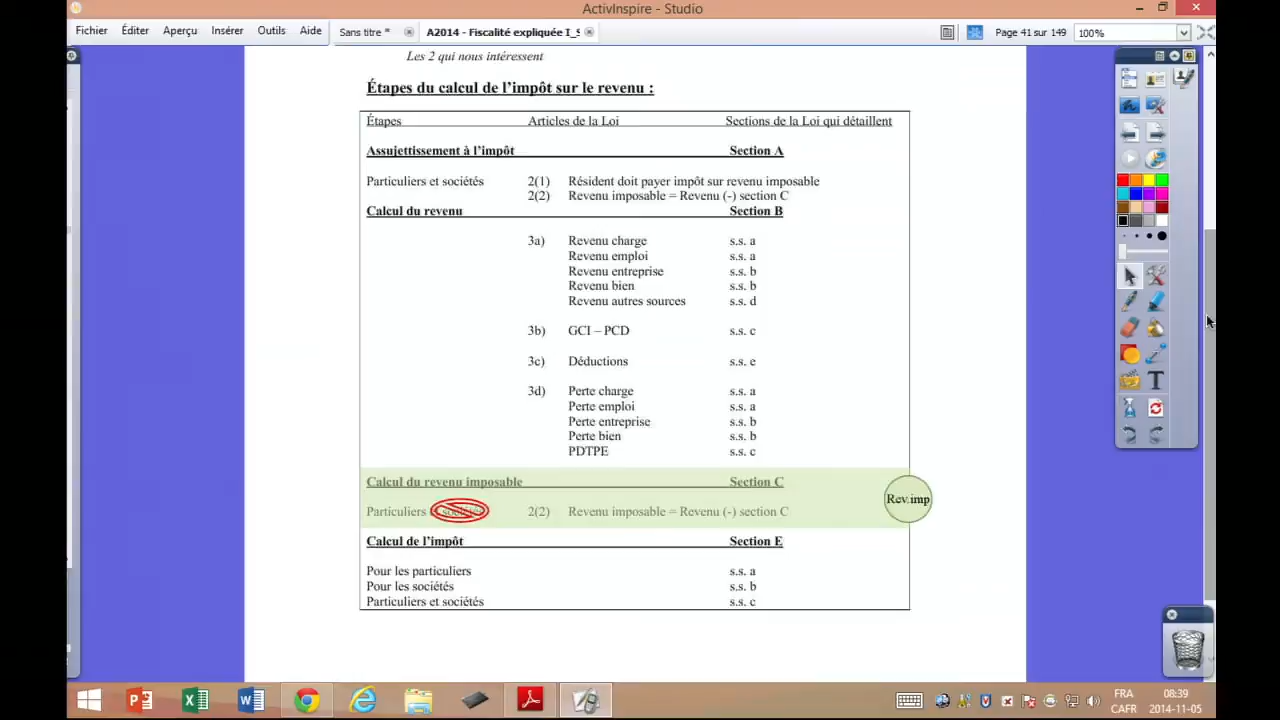 ActivInspire - Studio
Fichier Éditer Aperçu Insérer Outils Aide Sans titre * A2014 - Fiscalité expliquée I_S Page 41 sur 149 100%
Les 2 qui nous intéressent
Étapes du calcul de l'impôt sur le revenu :
Étapes Articles de la Loi Sections de la Loi qui détaillent
Assujettissement à l'impôt Section A
Particuliers et sociétés 2(1) Résident doit payer impôt sur revenu imposable
2(2) Revenu imposable = Revenu (-) section C
Calcul du revenu Section B
3a) Revenu charge s.s. a
Revenu emploi s.s. a
Revenu entreprise s.s. b
Revenu bien s.s. b
Revenu autres sources s.s. d
3b) GCI – PCD s.s. c
3c) Déductions s.s. e
3d) Perte charge s.s. a
Perte emploi s.s. a
Perte entreprise s.s. b
Perte bien s.s. b
PDTPE s.s. c
Calcul du revenu imposable Section C
Rev.imp
Particuliers et sociétés 2(2) Revenu imposable = Revenu (-) section C
Calcul de l'impôt Section E
Pour les particuliers s.s. a
Pour les sociétés s.s. b
Particuliers et sociétés s.s. c
FRA 08:39
CAFR 2014-11-05